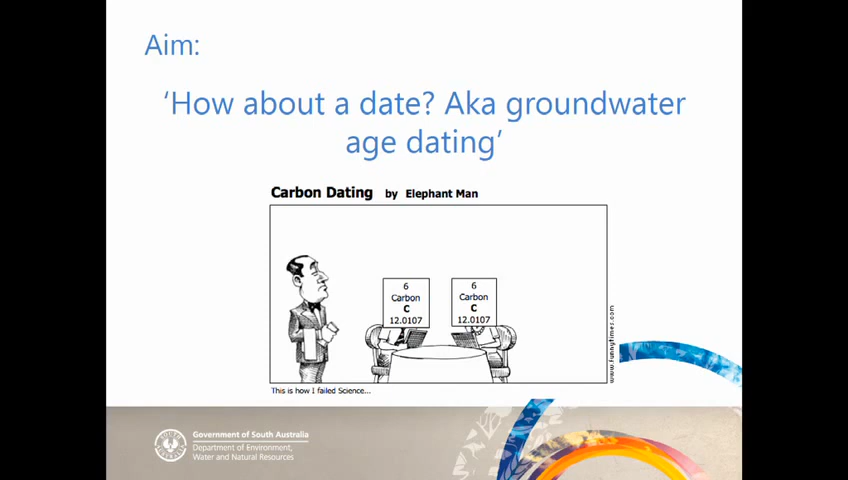 Aim:
‘How about a date? Aka groundwater
age dating’
Carbon Dating by Elephant Man
6
Carbon
C
12.0107
6
Carbon
C
12.0107
www.funnytimes.com
This is how I failed Science...
Government of South Australia
Department of Environment,
Water and Natural Resources